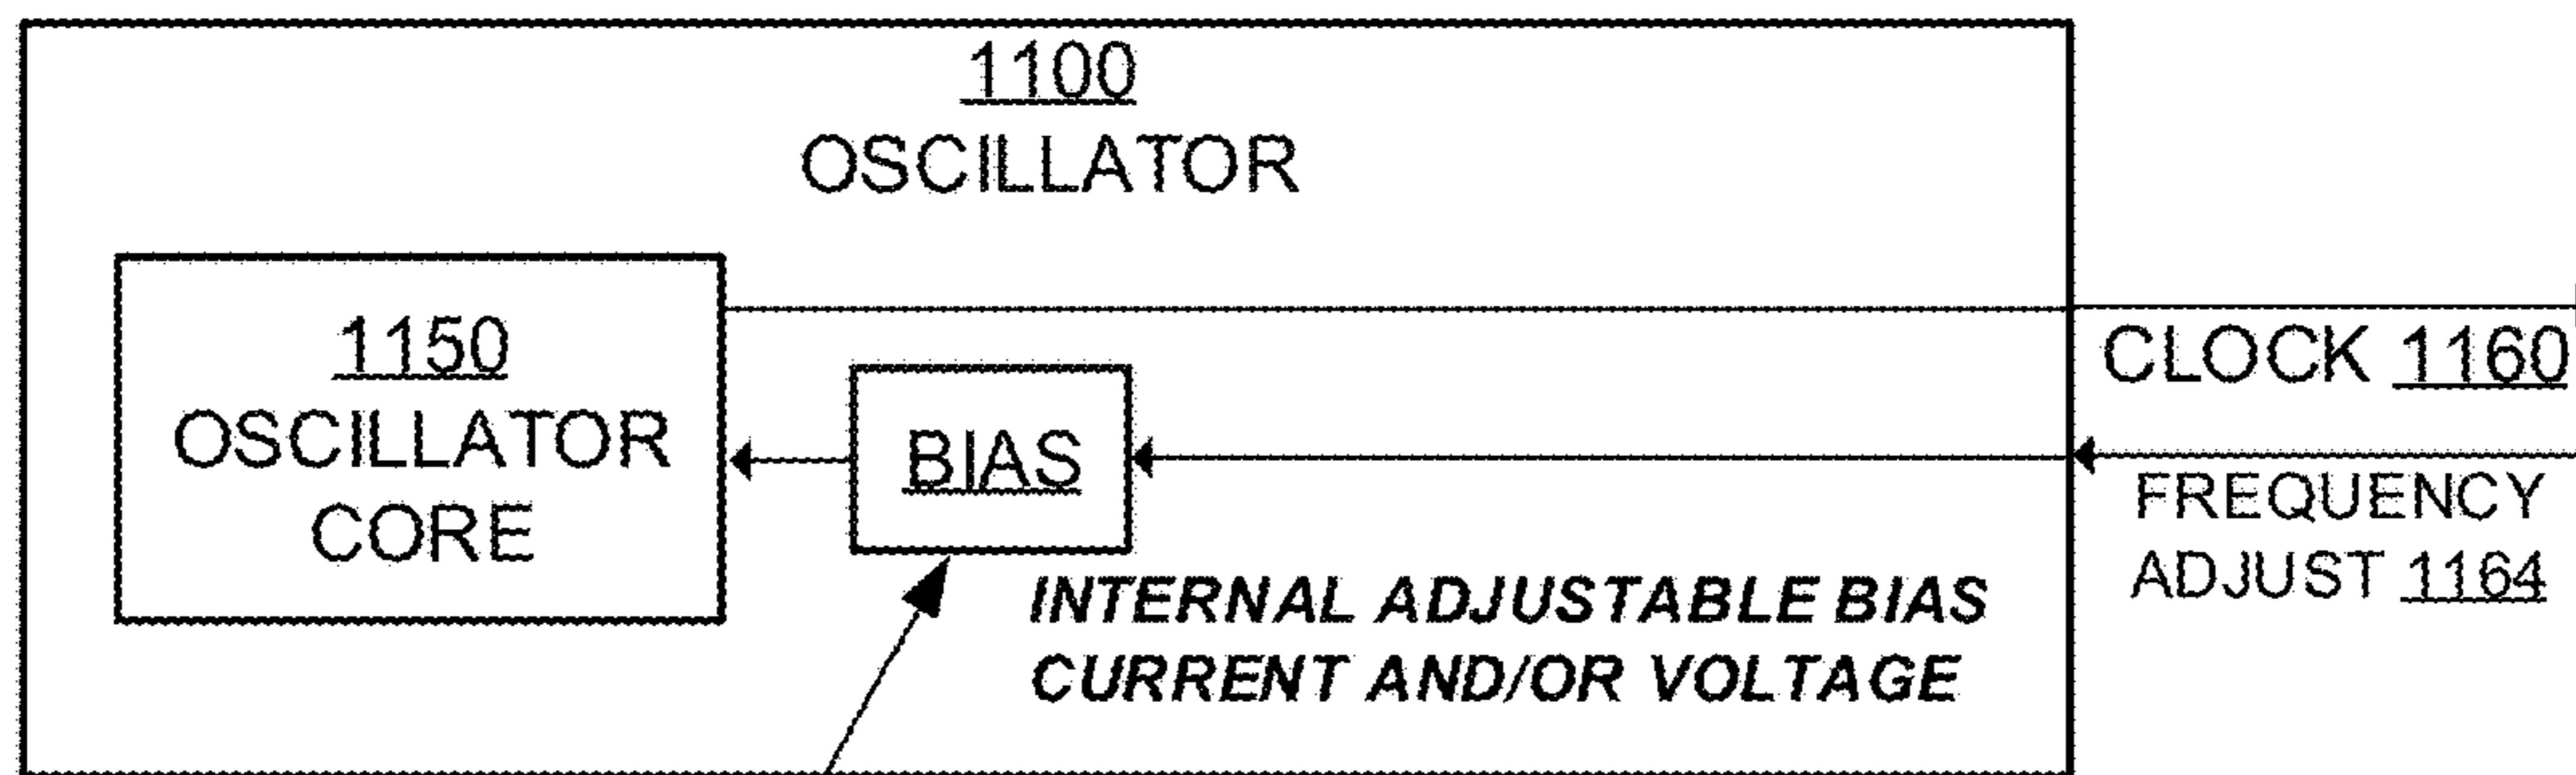 1100
OSCILLATOR
1150
OSCILLATOR
CORE
BIAS
CLOCK 1160
FREQUENCY
ADJUST 1164
INTERNAL ADJUSTABLE BIAS
CURRENT AND/OR VOLTAGE